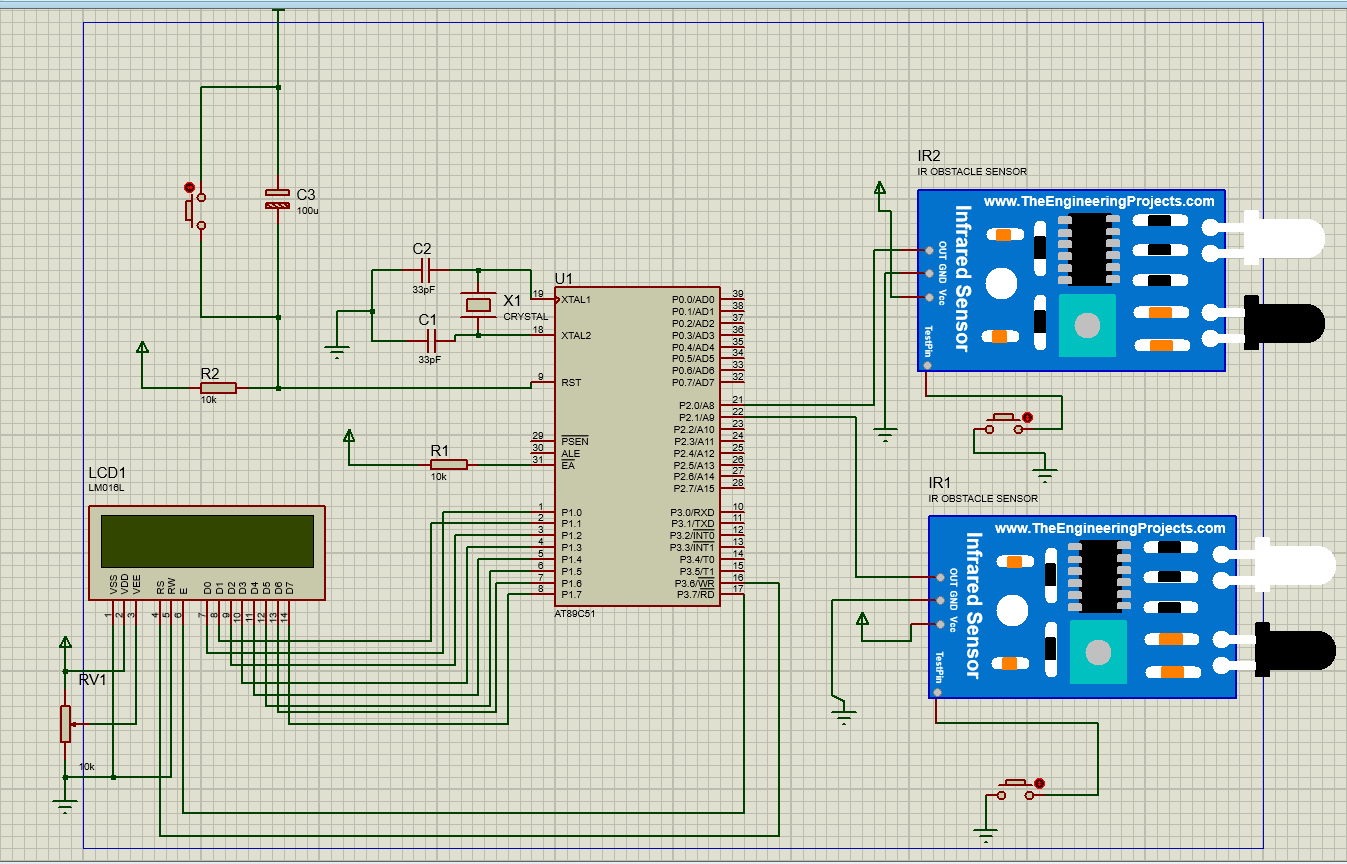 C3
100u
C2
33pF
X1
CRYSTAL
C1
33pF
R2
10k
R1
10k
U1
19 XTAL1
18 XTAL2
9 RST
29 PSEN
30 ALE
31 EA
1 P1.0
2 P1.1
3 P1.2
4 P1.3
5 P1.4
6 P1.5
7 P1.6
8 P1.7
P0.0/AD0 39
P0.1/AD1 38
P0.2/AD2 37
P0.3/AD3 36
P0.4/AD4 35
P0.5/AD5 34
P0.6/AD6 33
P0.7/AD7 32
P2.0/A8 21
P2.1/A9 22
P2.2/A10 23
P2.3/A11 24
P2.4/A12 25
P2.5/A13 26
P2.6/A14 27
P2.7/A15 28
P3.0/RXD 10
P3.1/TXD 11
P3.2/INT0 12
P3.3/INT1 13
P3.4/T0 14
P3.5/T1 15
P3.6/WR 16
P3.7/RD 17
AT89C51
LCD1
LM016L
VSS VDD VEE RS RW E D0 D1 D2 D3 D4 D5 D6 D7
1 2 3 4 5 6 7 8 9 10 11 12 13 14
RV1
10k
IR2
IR OBSTACLE SENSOR
www.TheEngineeringProjects.com
Infrared Sensor
OUT GND Vcc
TestPin
IR1
IR OBSTACLE SENSOR
www.TheEngineeringProjects.com
Infrared Sensor
OUT GND Vcc
TestPin